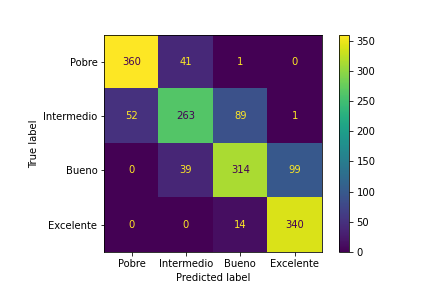 Pobre 360 41 1 0
Intermedio 52 263 89 1
Bueno 0 39 314 99
Excelente 0 0 14 340
Pobre Intermedio Bueno Excelente
Predicted label
True label
350
300
250
200
150
100
50
0